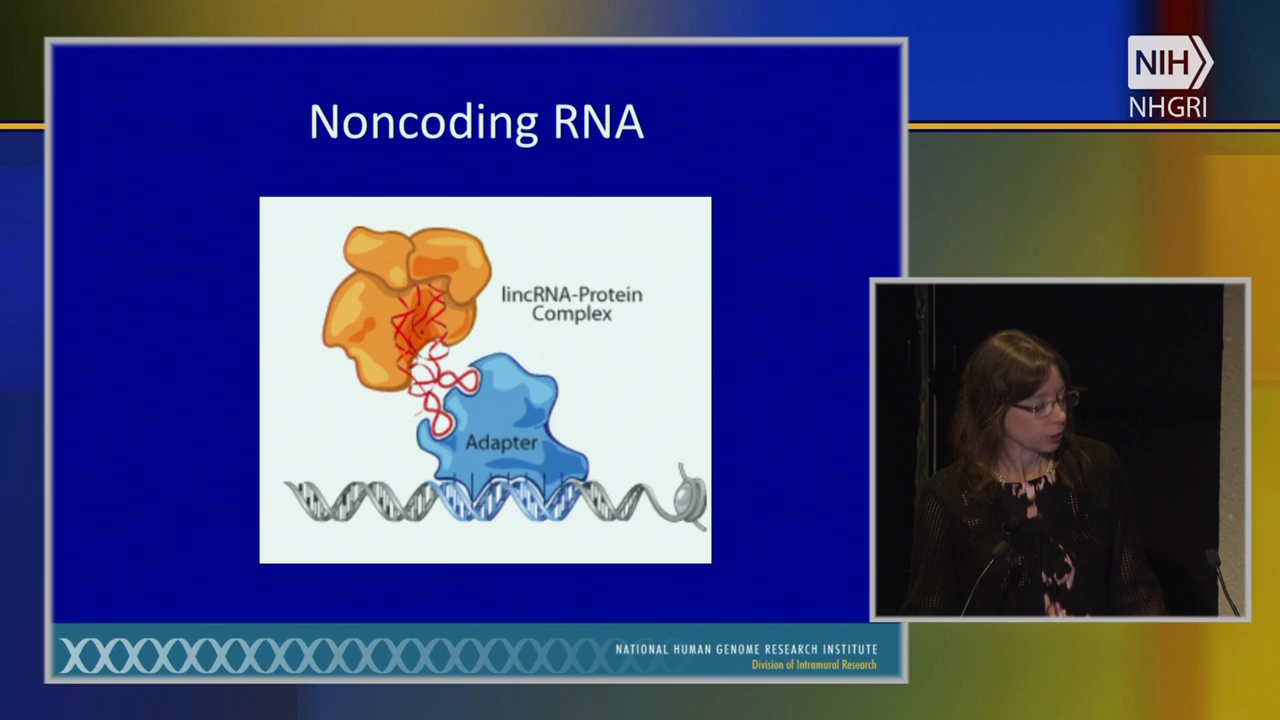 NIH
NHGRI
Noncoding RNA
lincRNA-Protein
Complex
Adapter
NATIONAL HUMAN GENOME RESEARCH INSTITUTE
Division of Intramural Research